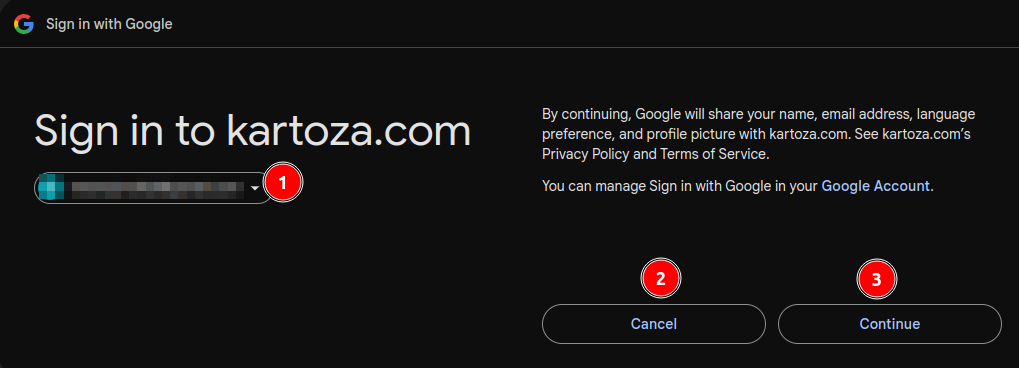 Sign in with Google
Sign in to kartoza.com
1
By continuing, Google will share your name, email address, language
preference, and profile picture with kartoza.com. See kartoza.com’s
Privacy Policy and Terms of Service.
You can manage Sign in with Google in your Google Account.
2
3
Cancel
Continue